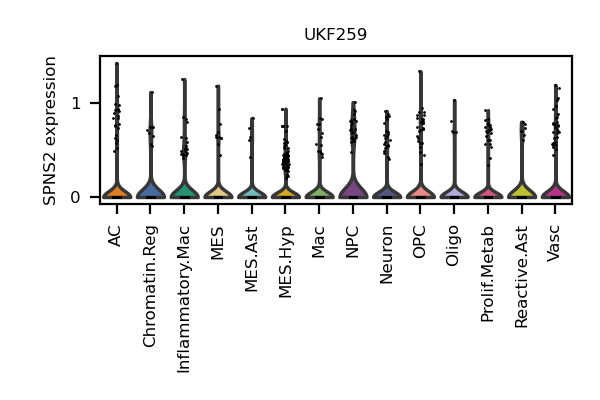 UKF259
SPNS2 expression
1
0
AC
Chromatin.Reg
Inflammatory.Mac
MES
MES.Ast
MES.Hyp
Mac
NPC
Neuron
OPC
Oligo
Prolif.Metab
Reactive.Ast
Vasc